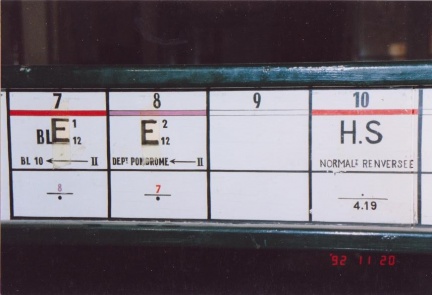 7 8 9 10
BL E 1 12 E 2 12 H.S
BL 10 ← II DEPT PONDROME ← II NORMALT RENVERSEE
8 7
4.19
92 11 20